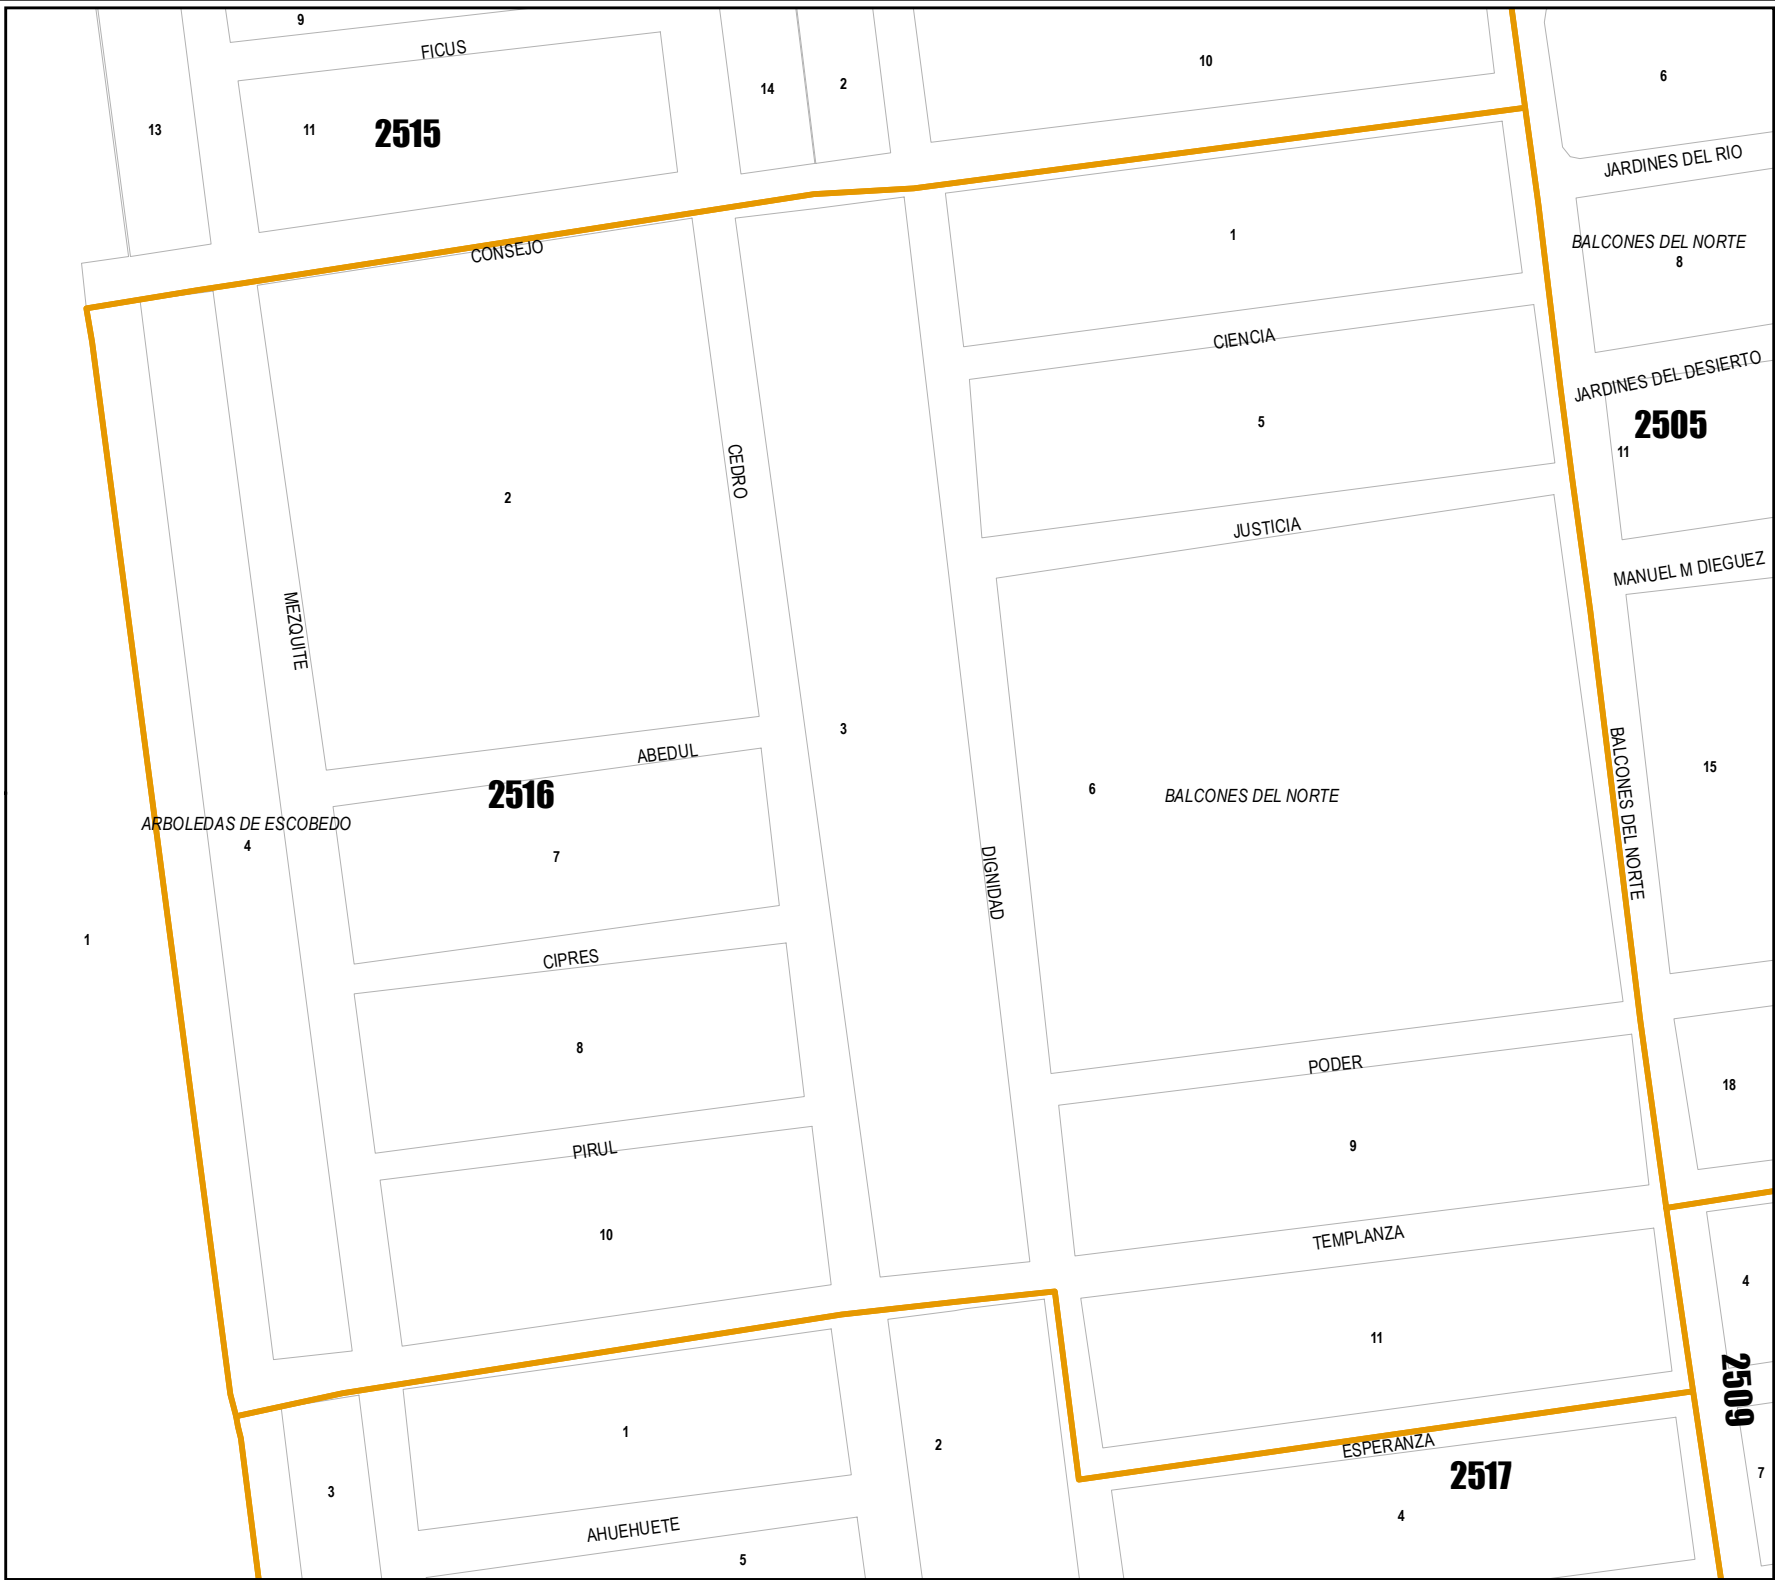 9
FICUS
10
14
2
6
13
11
2515
JARDINES DEL RIO
1
BALCONES DEL NORTE
8
CONSEJO
CIENCIA
JARDINES DEL DESIERTO
2505
5
11
CEDRO
2
JUSTICIA
MANUEL M DIEGUEZ
MEZQUITE
3
ABEDUL
15
2516
6
BALCONES DEL NORTE
BALCONES DEL NORTE
ARBOLEDAS DE ESCOBEDO
4
7
DIGNIDAD
1
CIPRES
8
PODER
18
PIRUL
9
10
TEMPLANZA
4
11
2509
1
2
ESPERANZA
2517
7
3
4
AHUEHUETE
5